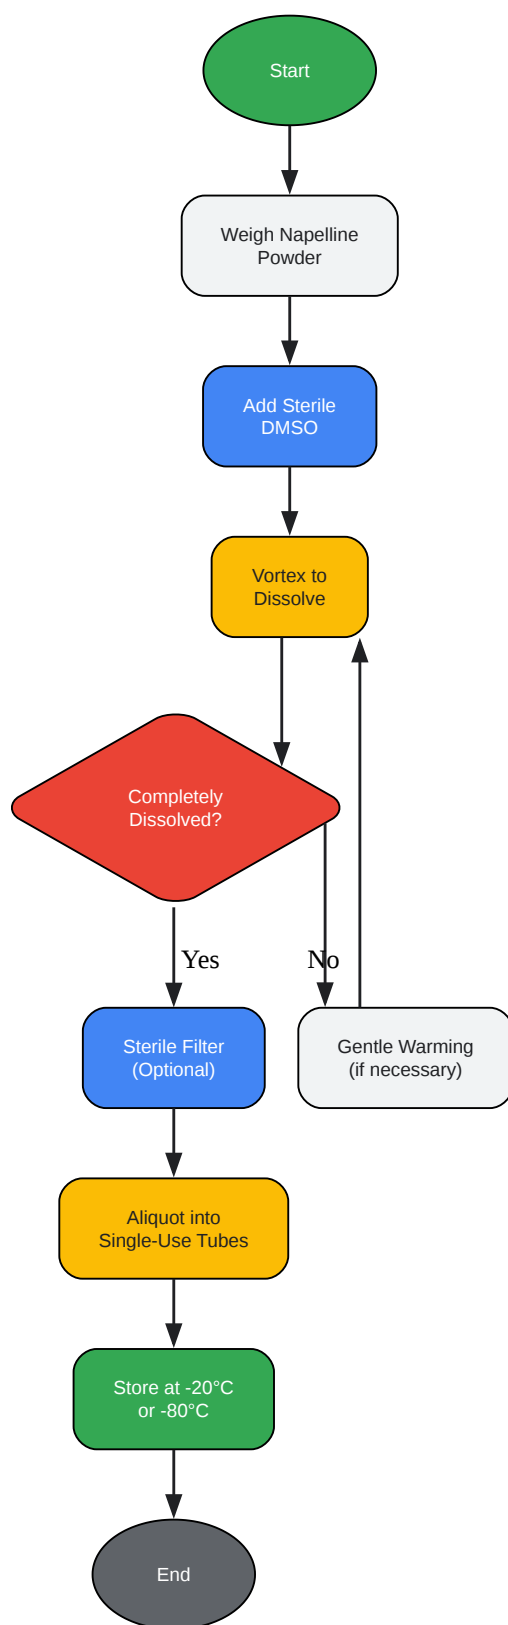 Start
Weigh Napelline
Powder
Add Sterile
DMSO
Vortex to
Dissolve
Completely
Dissolved?
Yes
No
Sterile Filter
(Optional)
Gentle Warming
(if necessary)
Aliquot into
Single-Use Tubes
Store at -20°C
or -80°C
End